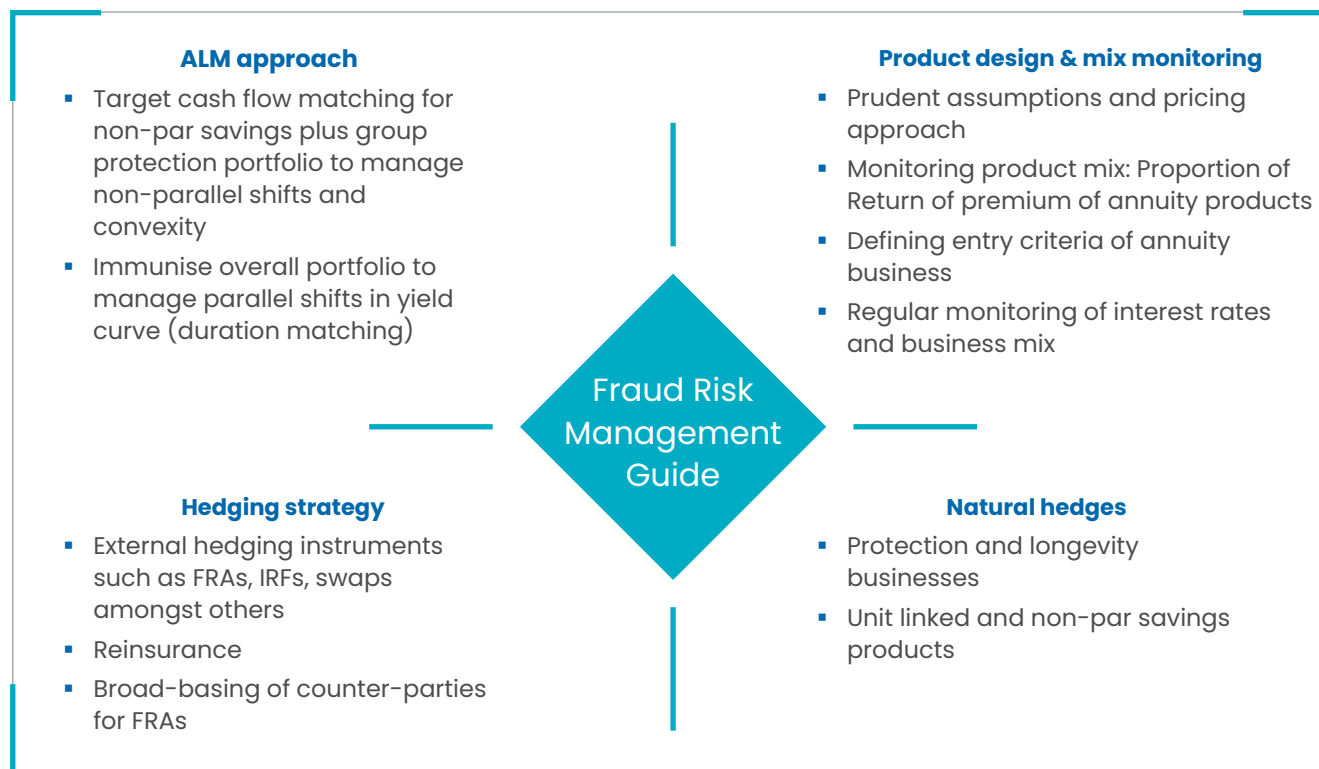 ALM approach
▪ Target cash flow matching for
non-par savings plus group
protection portfolio to manage
non-parallel shifts and
convexity
▪ Immunise overall portfolio to
manage parallel shifts in yield
curve (duration matching)
Product design & mix monitoring
▪ Prudent assumptions and pricing
approach
▪ Monitoring product mix: Proportion of
Return of premium of annuity products
▪ Defining entry criteria of annuity
business
▪ Regular monitoring of interest rates
and business mix
Fraud Risk
Management
Guide
Hedging strategy
▪ External hedging instruments
such as FRAs, IRFs, swaps
amongst others
▪ Reinsurance
▪ Broad-basing of counter-parties
for FRAs
Natural hedges
▪ Protection and longevity
businesses
▪ Unit linked and non-par savings
products